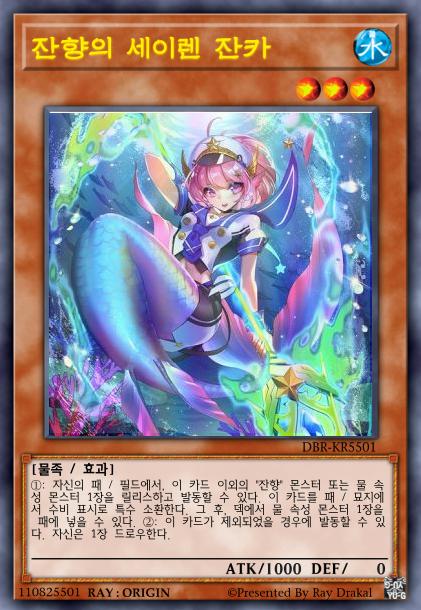 잔향의 세이렌 잔카
水
DBR-KR5501
[물족 / 효과]
①: 자신의 패 / 필드에서, 이 카드 이외의 "잔향" 몬스터 또는 물 속
성 몬스터 1장을 릴리스하고 발동할 수 있다. 이 카드를 패 / 묘지에
서 수비 표시로 특수 소환한다. 그 후, 덱에서 물 속성 몬스터 1장을
패에 넣을 수 있다. ②: 이 카드가 제외되었을 경우에 발동할 수 있
다. 자신은 1장 드로우한다.
ATK/1000 DEF/ 0
110825501 RAY : ORIGIN ©Presented By Ray Drakal